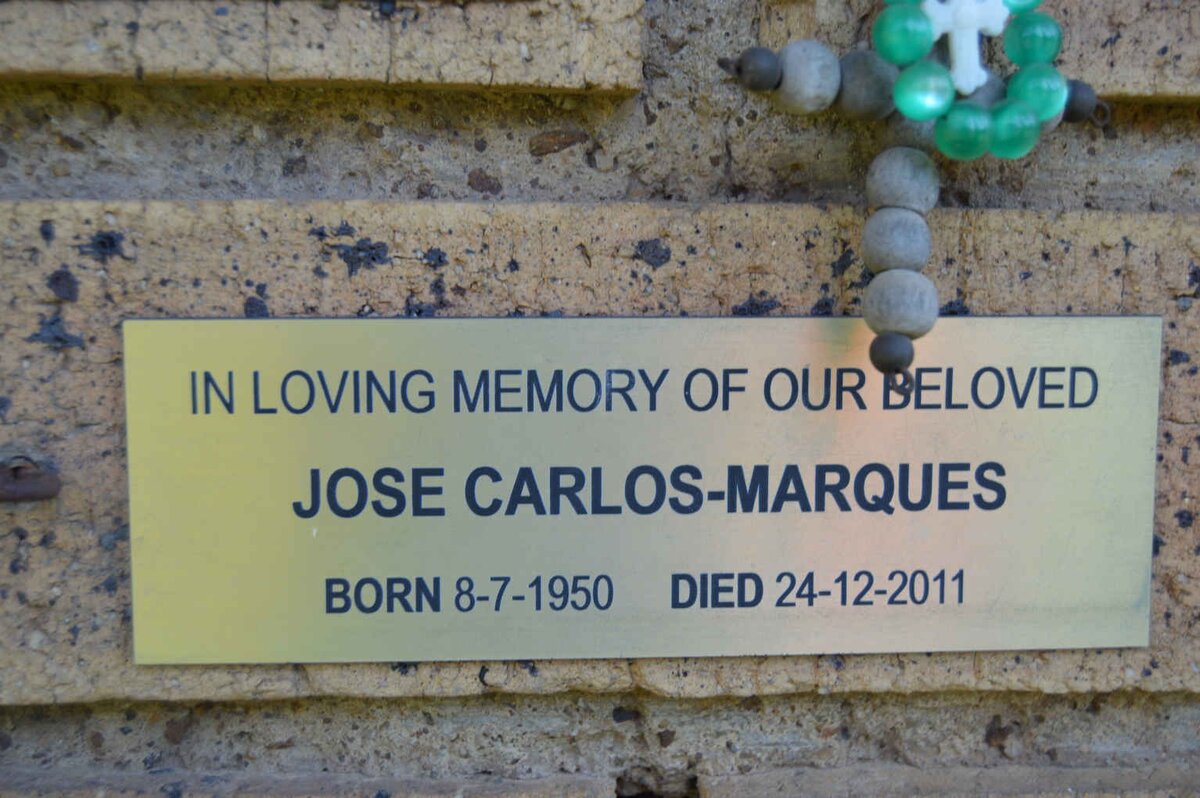 IN LOVING MEMORY OF OUR BELOVED
JOSE CARLOS-MARQUES
BORN 8-7-1950 DIED 24-12-2011